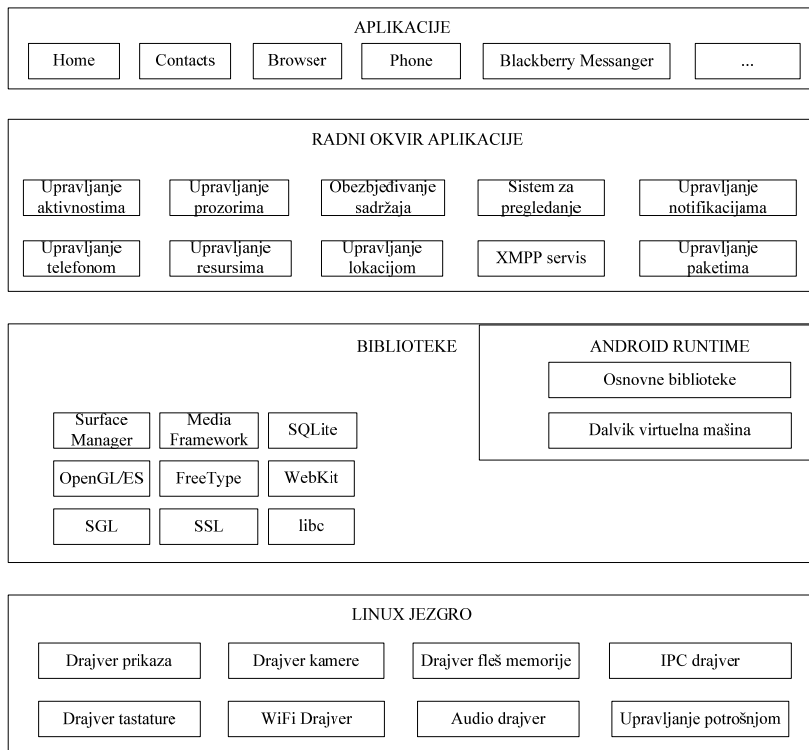 APLIKACIJE
Home
Contacts
Browser
Phone
Blackberry Messanger
...
RADNI OKVIR APLIKACIJE
Upravljanje
aktivnostima
Upravljanje
prozorima
Obezbjeđivanje
sadržaja
Sistem za
pregledanje
Upravljanje
notifikacijama
Upravljanje
telefonom
Upravljanje
resursima
Upravljanje
lokacijom
XMPP servis
Upravljanje
paketima
BIBLIOTEKE
Surface
Manager
Media
Framework
SQLite
OpenGL/ES
FreeType
WebKit
SGL
SSL
libc
ANDROID RUNTIME
Osnovne biblioteke
Dalvik virtuelna mašina
LINUX JEZGRO
Drajver prikaza
Drajver kamere
Drajver fleš memorije
IPC drajver
Drajver tastature
WiFi Drajver
Audio drajver
Upravljanje potrošnjom